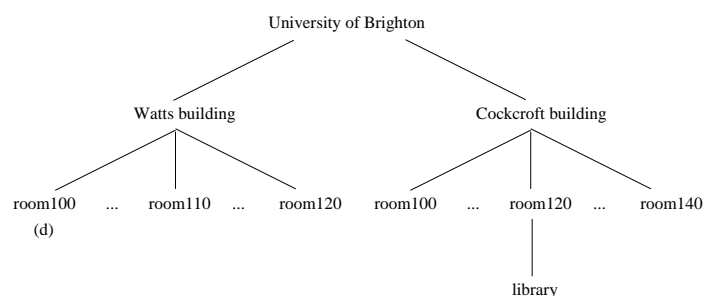 University of Brighton
Watts building Cockcroft building
room100 ... room110 ... room120 room100 ... room120 ... room140
(d)
library